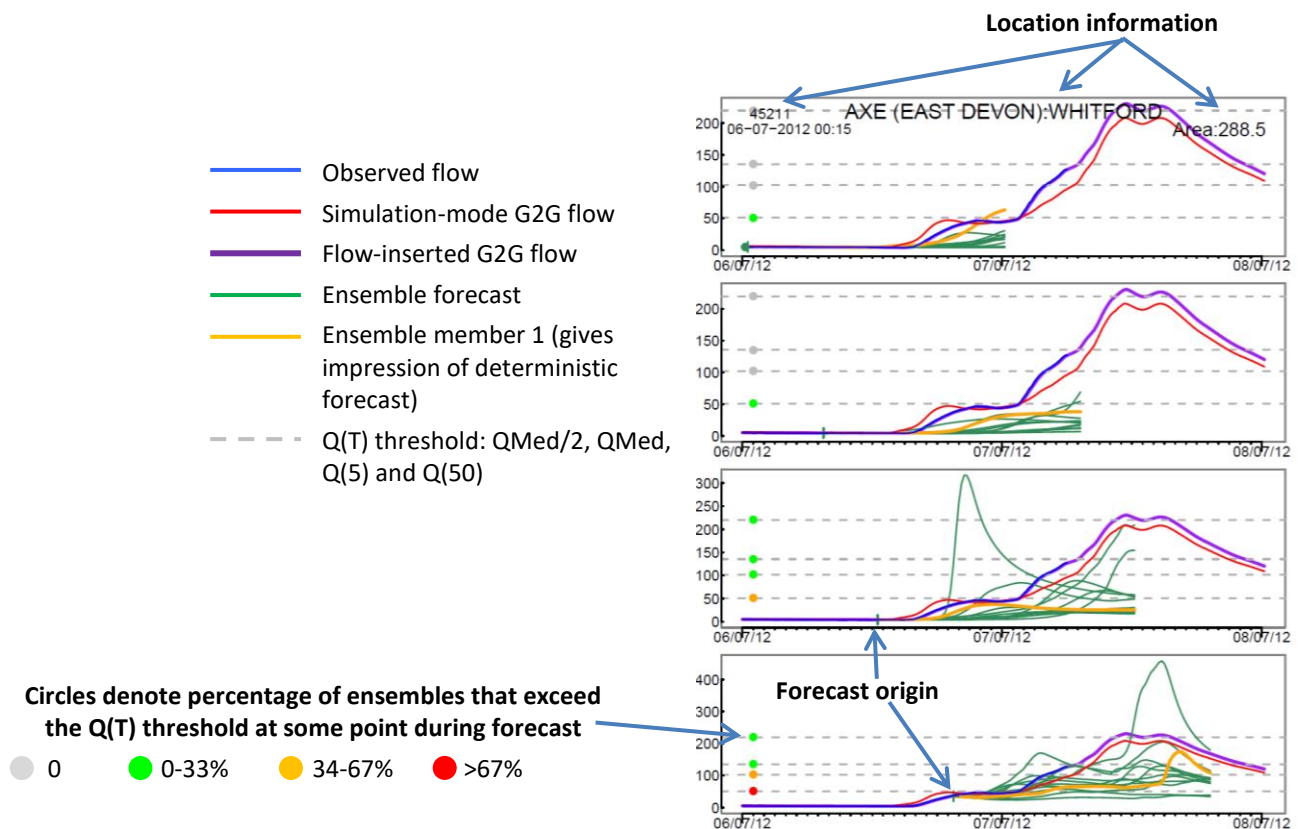 Location information
45211
AXE (EAST DEVON):WHITFORD
06−07−2012 00:15
Area:288.5
200
150
100
50
0
06/07/12
07/07/12
08/07/12
Observed flow
Simulation-mode G2G flow
Flow-inserted G2G flow
Ensemble forecast
Ensemble member 1 (gives
impression of deterministic
forecast)
Q(T) threshold: QMed/2, QMed,
Q(5) and Q(50)
200
150
100
50
0
06/07/12
07/07/12
08/07/12
300
250
200
150
100
50
0
06/07/12
07/07/12
08/07/12
Forecast origin
400
300
200
100
0
06/07/12
07/07/12
08/07/12
Circles denote percentage of ensembles that exceed
the Q(T) threshold at some point during forecast
0
0-33%
34-67%
>67%